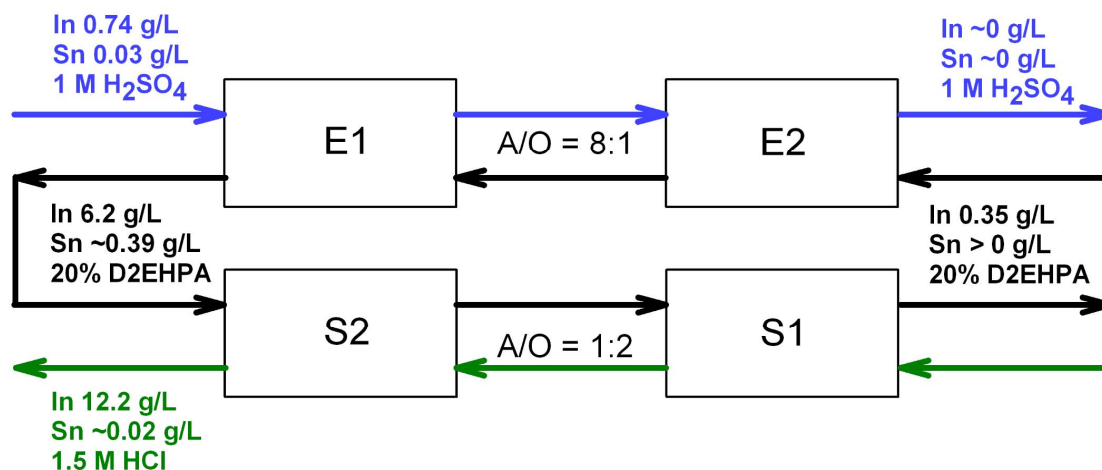 In 0.74 g/L
Sn 0.03 g/L
1 M H₂SO₄
In ~0 g/L
Sn ~0 g/L
1 M H₂SO₄
E1
A/O = 8:1
E2
In 6.2 g/L
Sn ~0.39 g/L
20% D2EHPA
In 0.35 g/L
Sn > 0 g/L
20% D2EHPA
S2
A/O = 1:2
S1
In 12.2 g/L
Sn ~0.02 g/L
1.5 M HCl